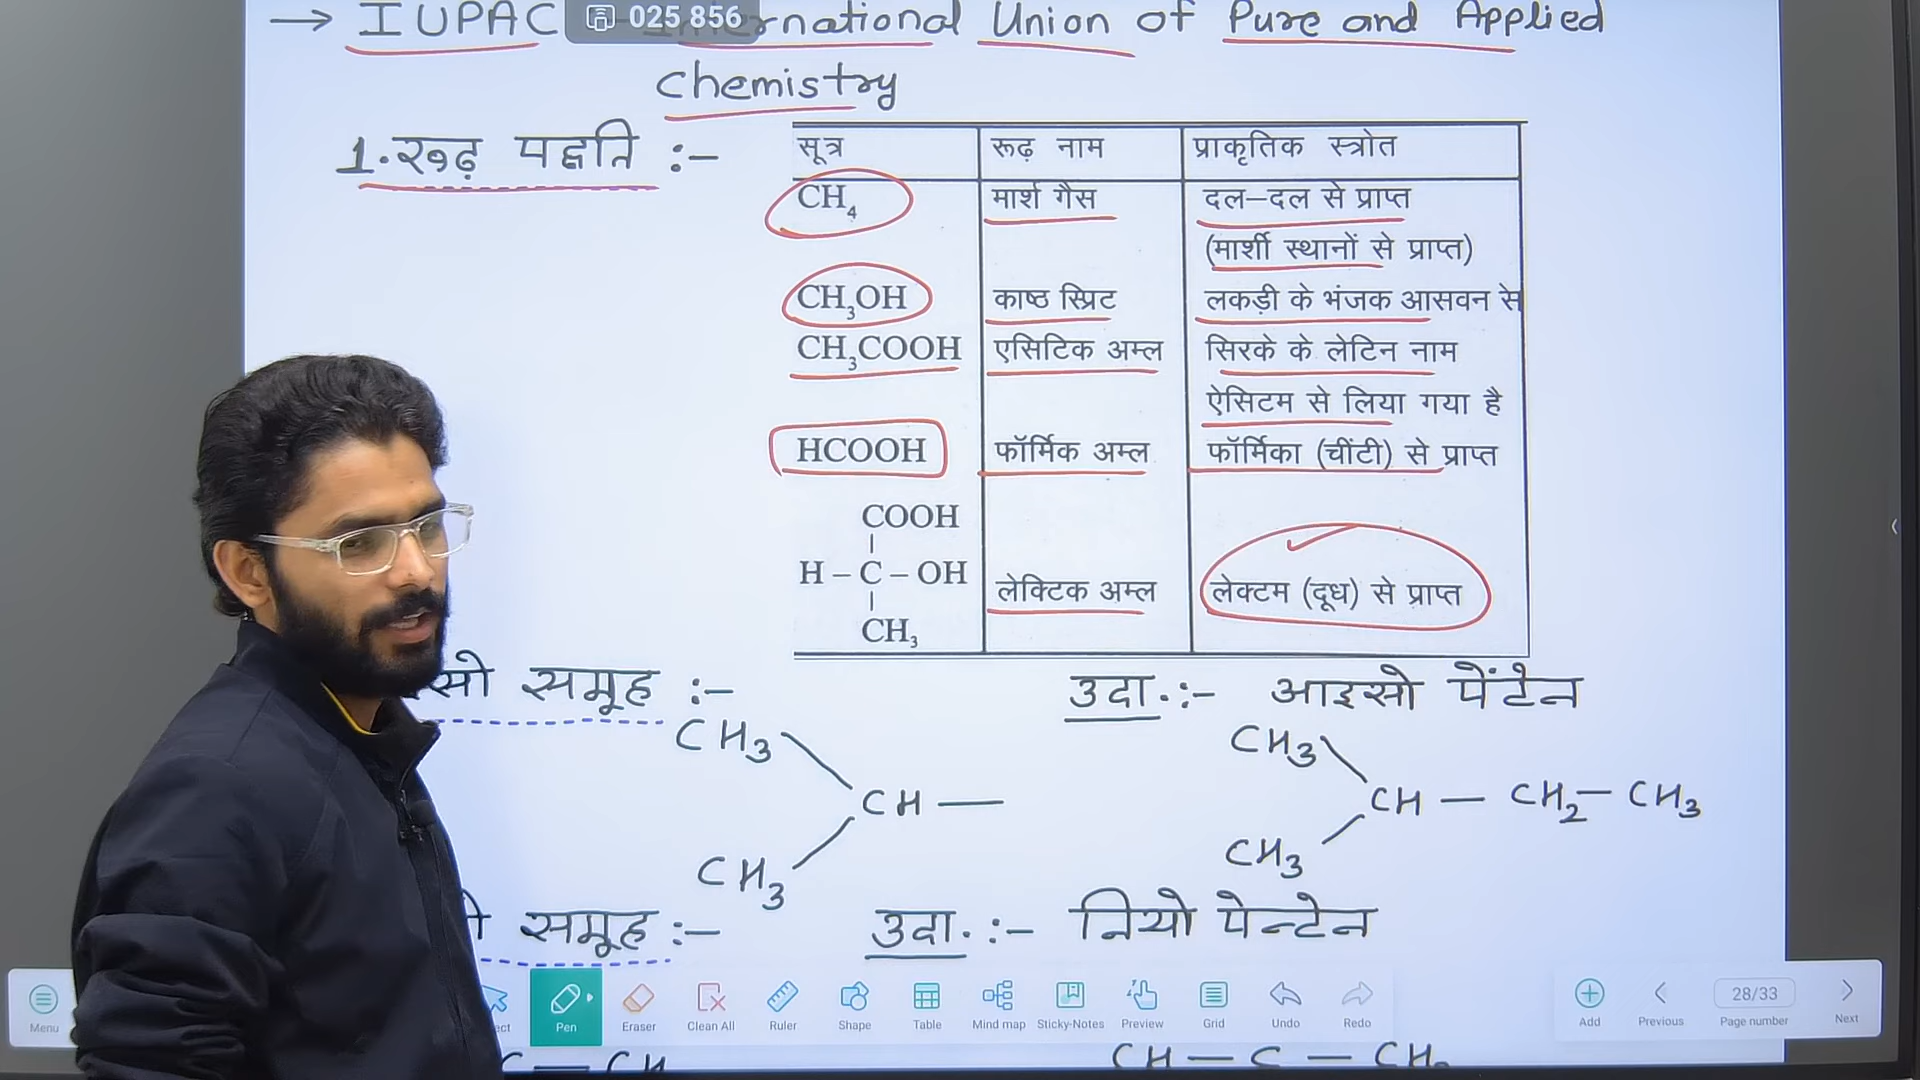 → IUPAC International Union of Pure and Applied
025 856
Chemistry
1.रूढ़ पद्धति :-
सूत्र रूढ़ नाम प्राकृतिक स्त्रोत
CH₄ मार्श गैस दल–दल से प्राप्त
(मार्शी स्थानों से प्राप्त)
CH₃OH काष्ठ स्प्रिट लकड़ी के भंजक आसवन से
CH₃COOH एसिटिक अम्ल सिरके के लेटिन नाम
ऐसिटम से लिया गया है
HCOOH फॉर्मिक अम्ल फॉर्मिका (चींटी) से प्राप्त
COOH
H – C – OH लेक्टिक अम्ल लेक्टम (दूध) से प्राप्त
CH₃
समूह :- उदा.:- आइसो पेंटेन
CH₃ CH₃
CH — CH — CH₂ — CH₃
CH₃ CH₃
समूह :- उदा. :- नियो पेन्टेन
Menu Pen Eraser Clean All Ruler Shape Table Mind map Sticky-Notes Preview Grid Undo Redo Add Previous 28/33 Page number Next
CH — C —